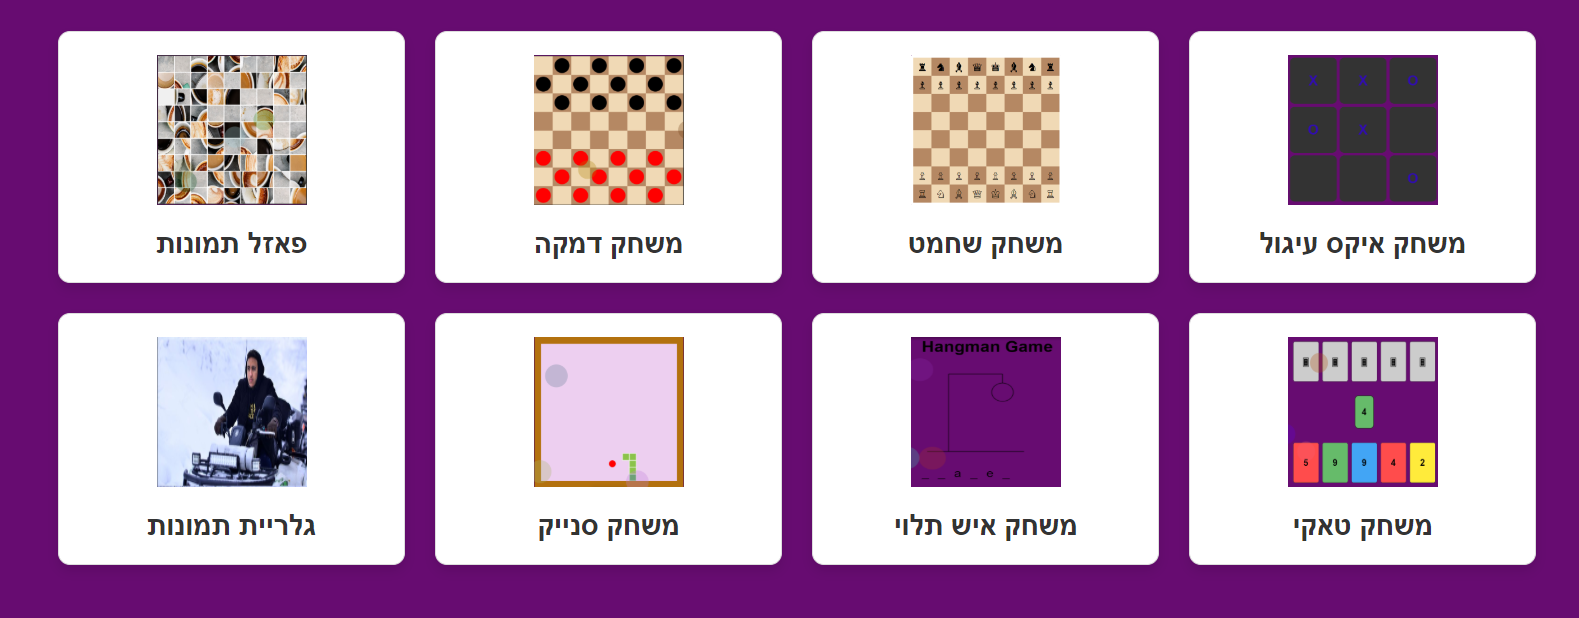 X X O
O X
O
משחק איקס עיגול
משחק שחמט
משחק דמקה
פאזל תמונות
4
5 9 9 4 2
משחק טאקי
Hangman Game
_ _ a _ e _
משחק איש תלוי
משחק סנייק
גלריית תמונות